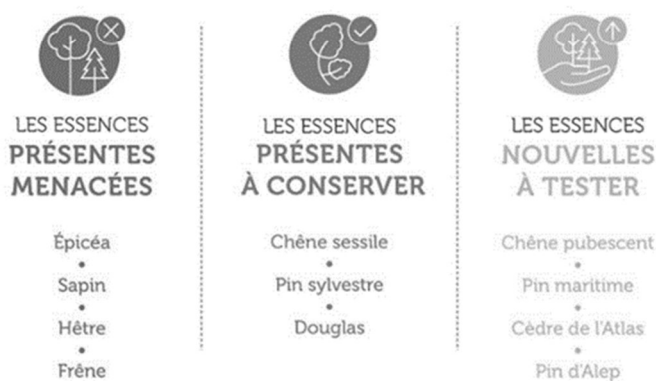 LES ESSENCES
PRÉSENTES
MENACÉES
Épicéa
•
Sapin
•
Hêtre
•
Frêne
LES ESSENCES
PRÉSENTES
À CONSERVER
Chêne sessile
•
Pin sylvestre
•
Douglas
LES ESSENCES
NOUVELLES
À TESTER
Chêne pubescent
•
Pin maritime
•
Cèdre de l'Atlas
•
Pin d'Alep